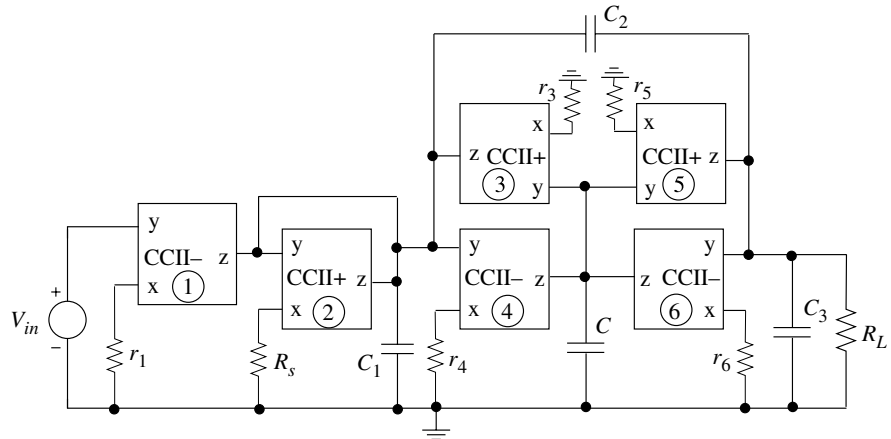 C2
r3
r5
x
x
z
CCII+
CCII+
z
3
5
y
y
y
CCII–
z
x
1
y
CCII+
z
x
2
y
CCII–
z
x
4
y
z
CCII–
x
6
+
Vin
–
r1
Rs
C1
r4
C
r6
C3
RL